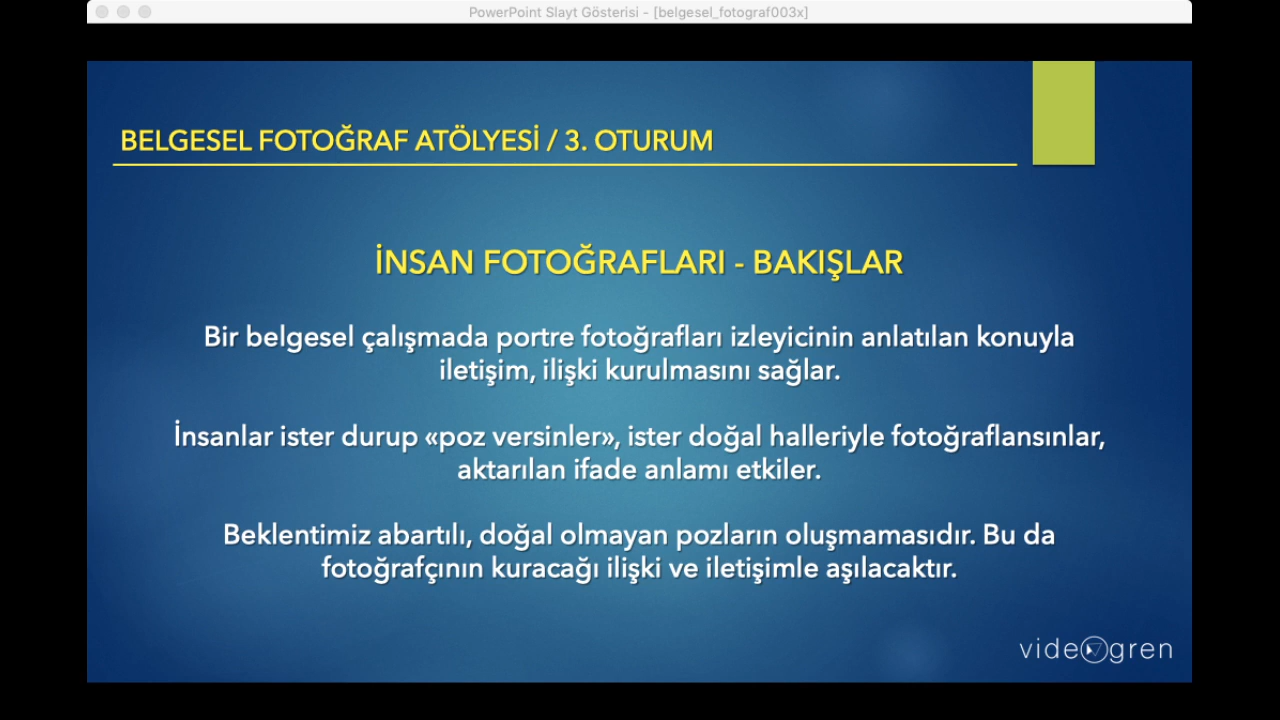 PowerPoint Slayt Gösterisi - [belgesel_fotograf003x]
BELGESEL FOTOĞRAF ATÖLYESİ / 3. OTURUM
İNSAN FOTOĞRAFLARI - BAKIŞLAR
Bir belgesel çalışmada portre fotoğrafları izleyicinin anlatılan konuyla
iletişim, ilişki kurulmasını sağlar.
İnsanlar ister durup «poz versinler», ister doğal halleriyle fotoğraflansınlar,
aktarılan ifade anlamı etkiler.
Beklentimiz abartılı, doğal olmayan pozların oluşmamasıdır. Bu da
fotoğrafçının kuracağı ilişki ve iletişimle aşılacaktır.
videogren